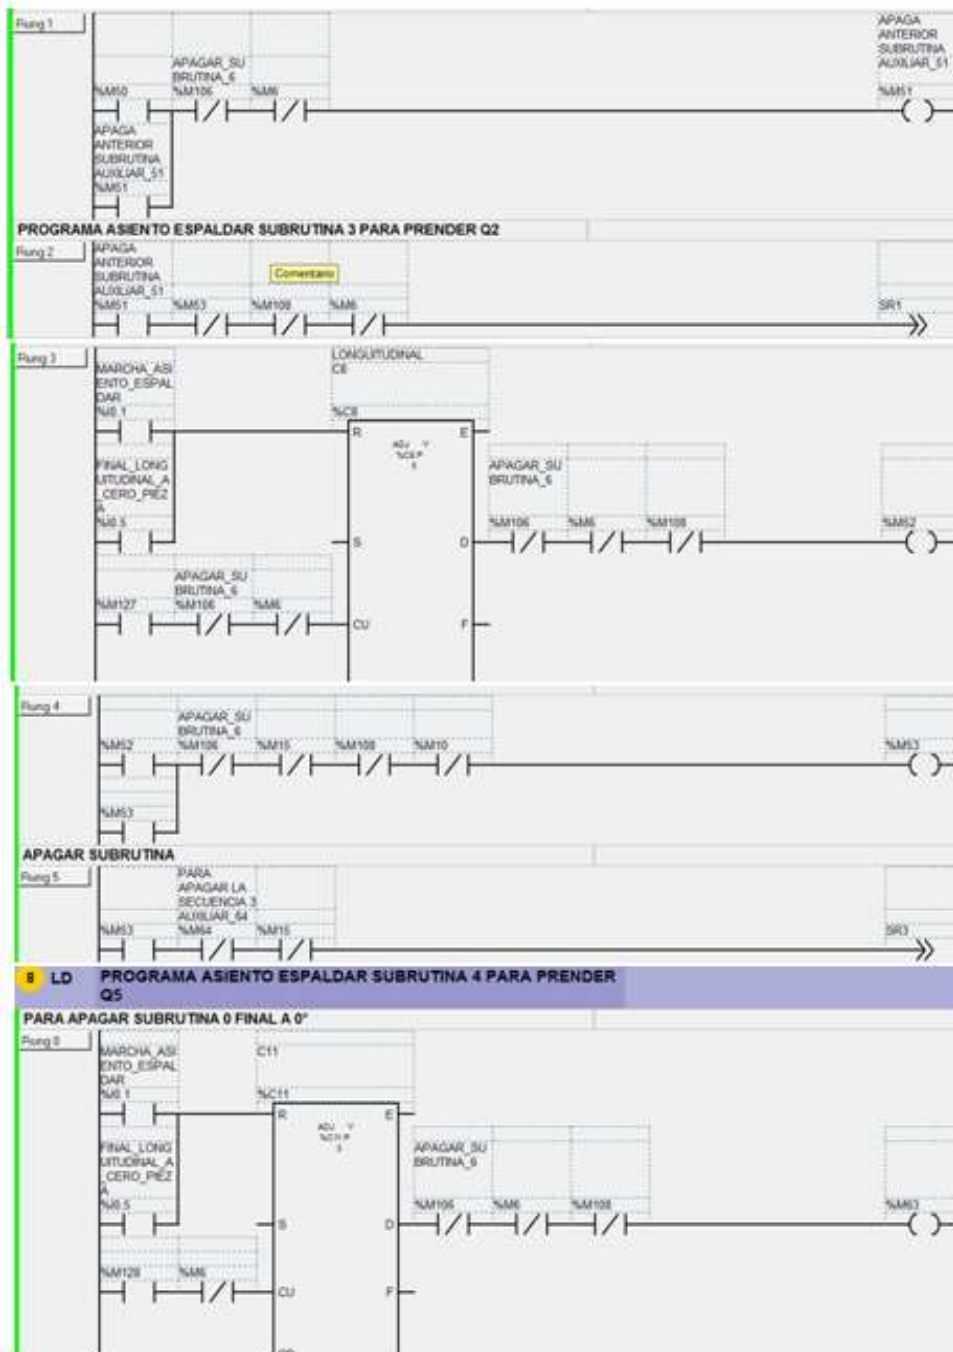 Rung 1
APAGA
ANTERIOR
SUBRUTINA
AUXILIAR_51
APAGAR_SU
BRUTINA_6
%M50 %M106 %M6 %M51
APAGA
ANTERIOR
SUBRUTINA
AUXILIAR_51
%M51
PROGRAMA ASIENTO ESPALDAR SUBRUTINA 3 PARA PRENDER Q2
Rung 2
APAGA
ANTERIOR
SUBRUTINA
AUXILIAR_51
Comentario
%M51 %M53 %M108 %M6 SR1
Rung 3
MARCHA_ASI
ENTO_ESPAL
DAR
%I0.1
LONGUITUDINAL
C8
%C8
R E
ADJ Y
%C8.P
FINAL_LONG
UITUDINAL_A
_CERO_PIEZ
A
%I0.5
APAGAR_SU
BRUTINA_6
S D
%M106 %M6 %M108 %M52
APAGAR_SU
BRUTINA_6
%M127 %M106 %M6
CU F
Rung 4
APAGAR_SU
BRUTINA_6
%M52 %M106 %M15 %M108 %M10 %M53
%M53
APAGAR SUBRUTINA
Rung 5
PARA
APAGAR LA
SECUENCIA 3
AUXILIAR_64
%M53 %M64 %M15 SR3
8 LD PROGRAMA ASIENTO ESPALDAR SUBRUTINA 4 PARA PRENDER
Q5
PARA APAGAR SUBRUTINA 0 FINAL A 0°
Rung 0
MARCHA_ASI
ENTO_ESPAL
DAR
%I0.1
C11
%C11
R E
ADJ Y
%C11.P
FINAL_LONG
UITUDINAL_A
_CERO_PIEZ
A
%I0.5
APAGAR_SU
BRUTINA_6
S D
%M106 %M6 %M108 %M63
%M128 %M6
CU F